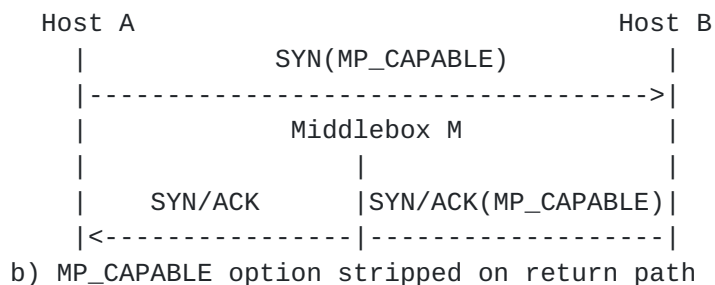 Host A Host B
SYN(MP_CAPABLE)
Middlebox M
SYN/ACK SYN/ACK(MP_CAPABLE)
b) MP_CAPABLE option stripped on return path